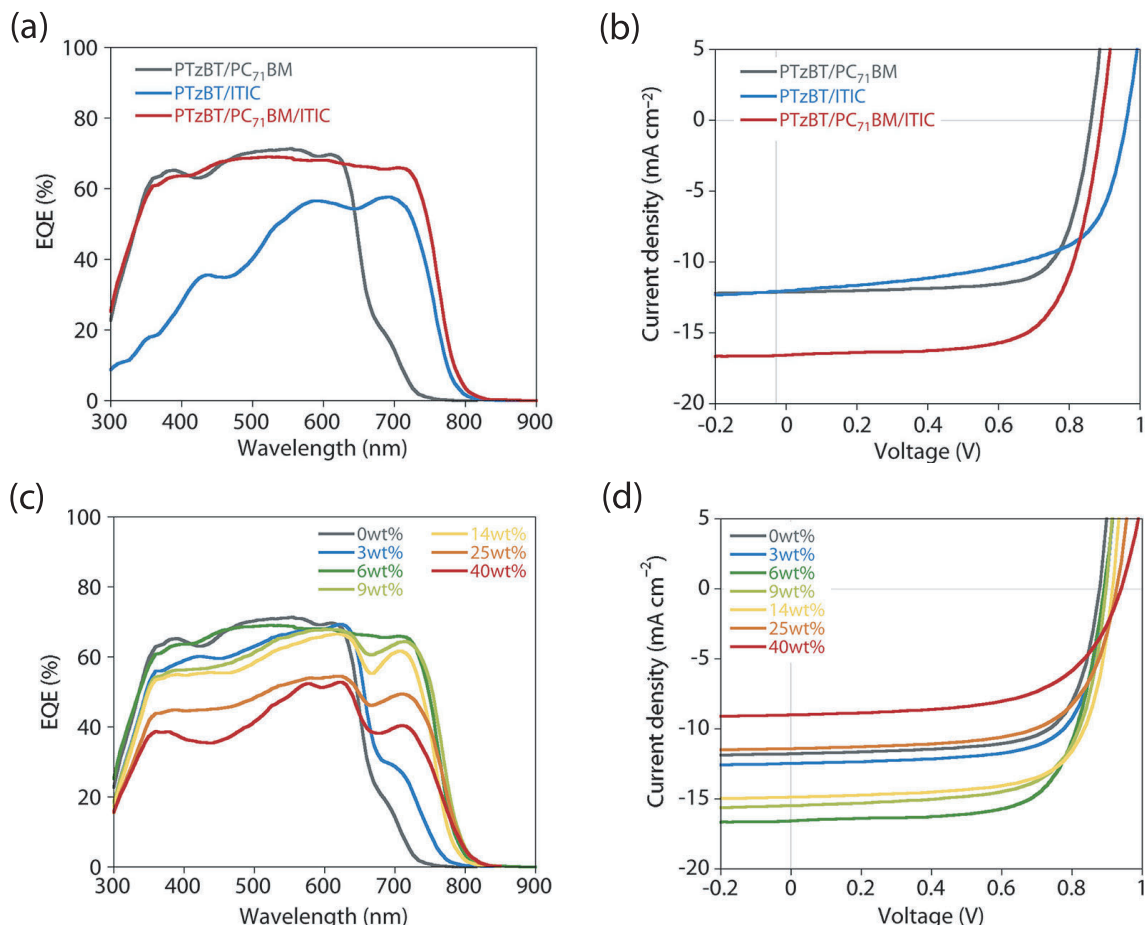 (a)
100
80
60
40
20
0
EQE (%)
PTzBT/PC₇₁BM
PTzBT/ITIC
PTzBT/PC₇₁BM/ITIC
300 400 500 600 700 800 900
Wavelength (nm)
(b)
5
0
-5
-10
-15
-20
Current density (mA cm⁻²)
PTzBT/PC₇₁BM
PTzBT/ITIC
PTzBT/PC₇₁BM/ITIC
-0.2 0 0.2 0.4 0.6 0.8 1
Voltage (V)
(c)
100
80
60
40
20
0
EQE (%)
0wt% 14wt%
3wt% 25wt%
6wt% 40wt%
9wt%
300 400 500 600 700 800 900
Wavelength (nm)
(d)
5
0
-5
-10
-15
-20
Current density (mA cm⁻²)
0wt%
3wt%
6wt%
9wt%
14wt%
25wt%
40wt%
-0.2 0 0.2 0.4 0.6 0.8 1
Voltage (V)